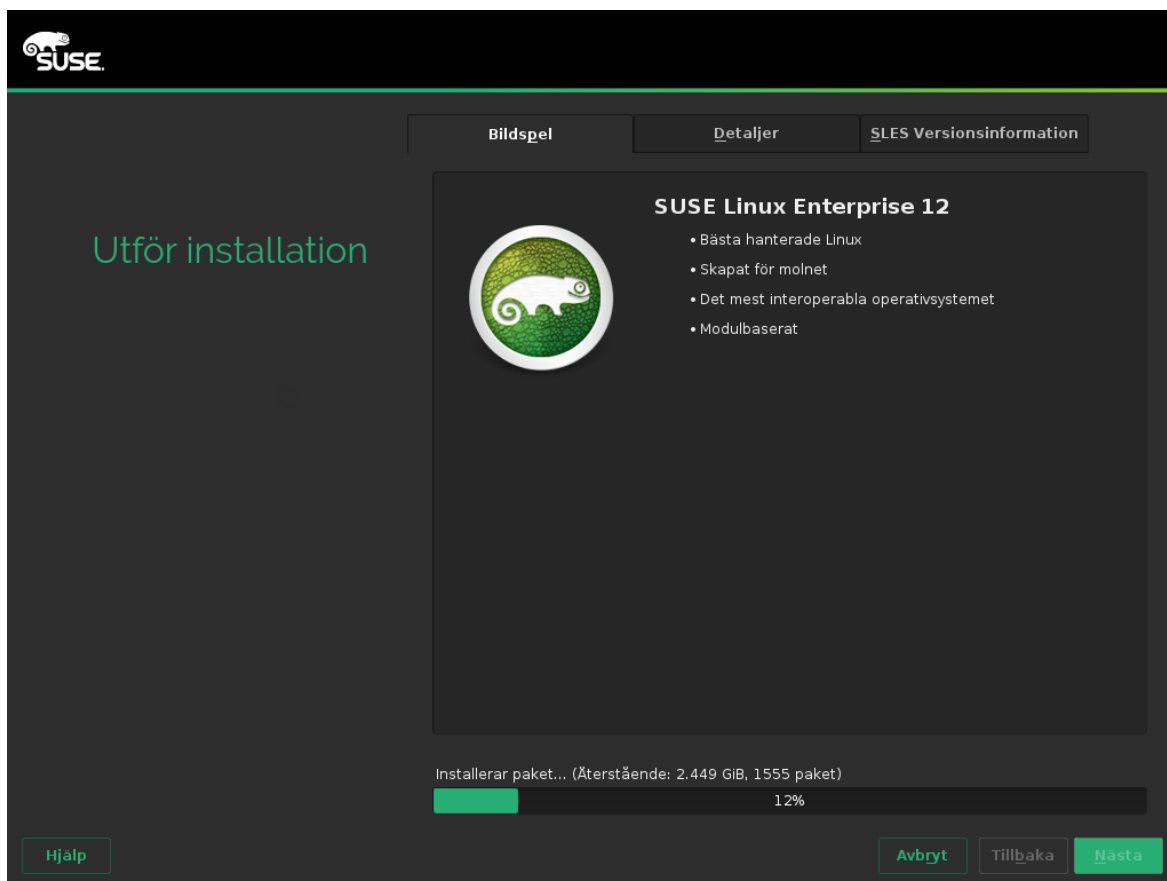 SUSE.
Bildspel
Detaljer
SLES Versionsinformation
Utför installation
SUSE Linux Enterprise 12
• Bästa hanterade Linux
• Skapat för molnet
• Det mest interoperabla operativsystemet
• Modulbaserat
Installerar paket... (Återstående: 2.449 GiB, 1555 paket)
12%
Hjälp
Avbryt
Tillbaka
Nästa